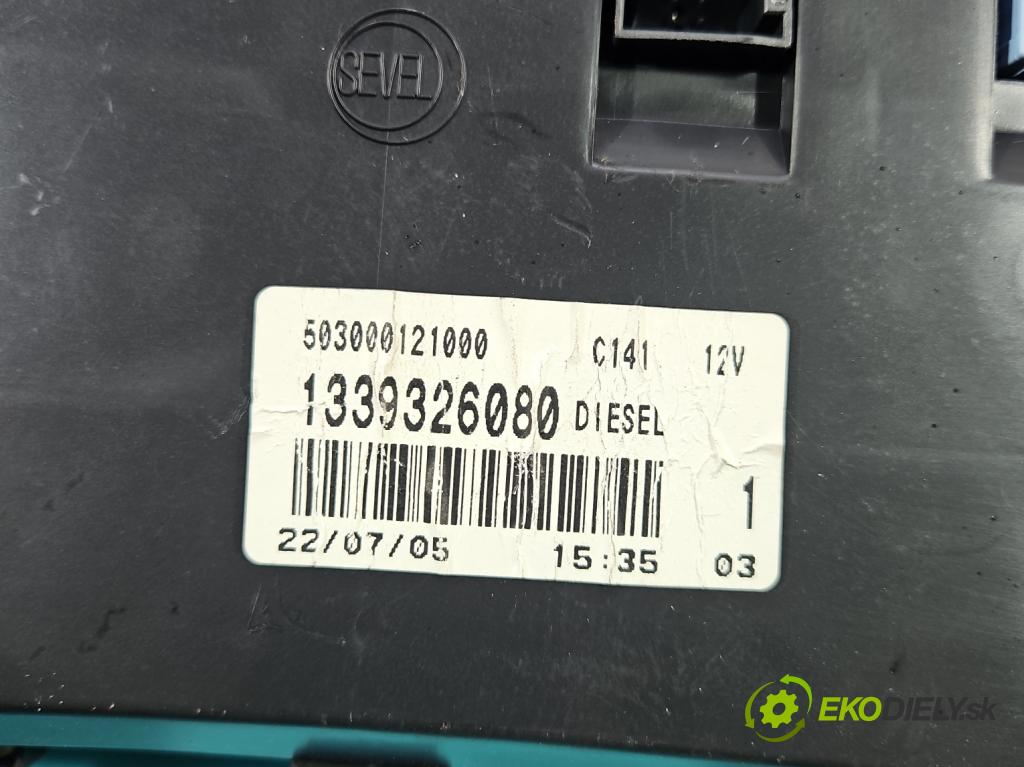 SEVEL
503000121000 C141 12V
1339326080 DIESEL
1
22/07/05 15:35 03
EKODIELY.sk